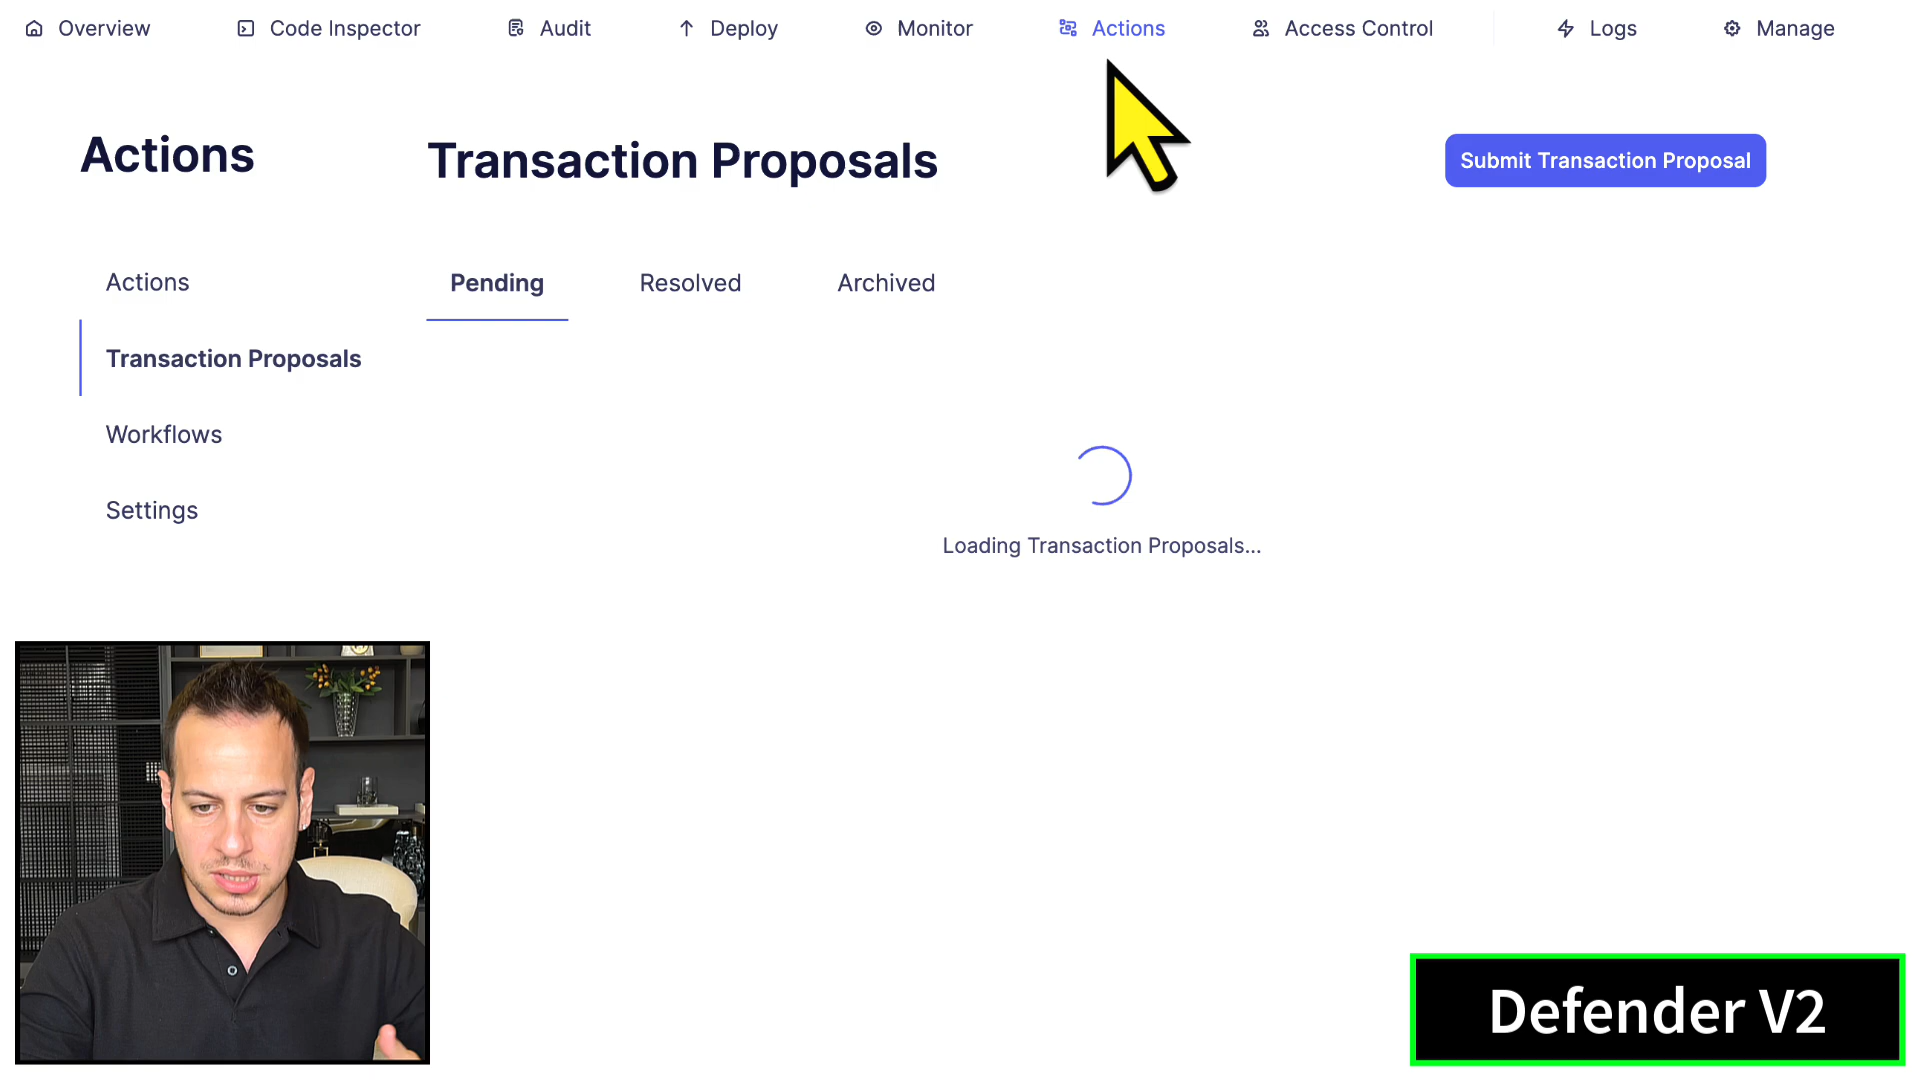 Overview
Code Inspector
Audit
Deploy
Monitor
Actions
Access Control
Logs
Manage
Actions
Transaction Proposals
Submit Transaction Proposal
Actions
Transaction Proposals
Workflows
Settings
Pending
Resolved
Archived
Loading Transaction Proposals...
Defender V2